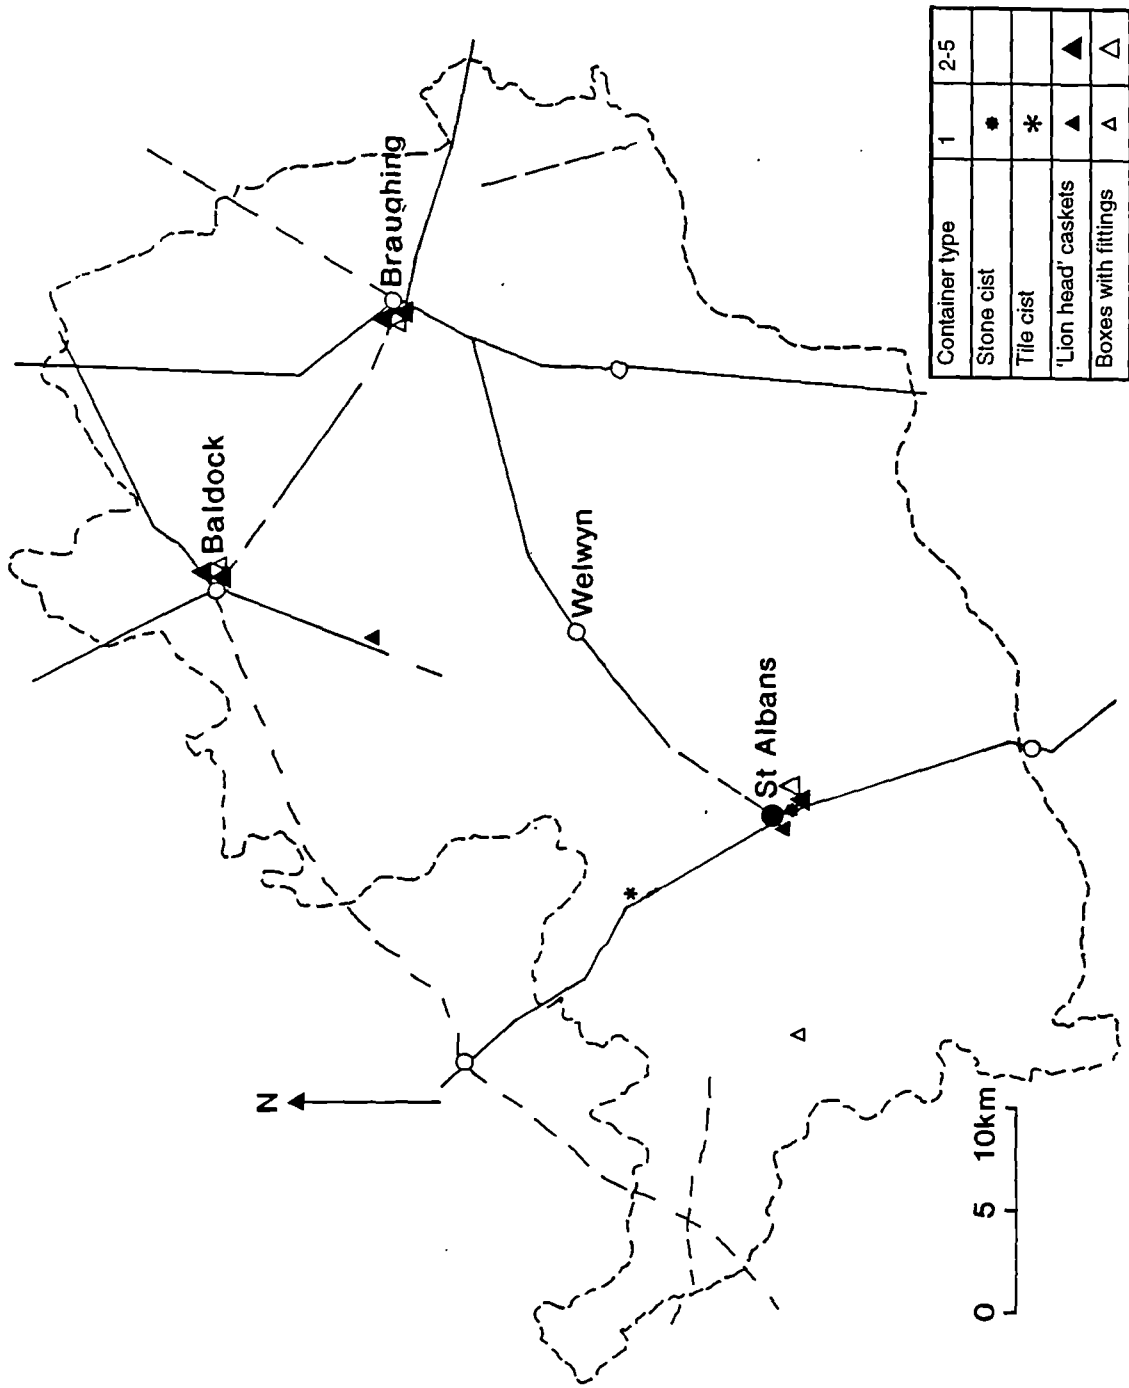 N
Baldock
Braughing
Welwyn
St Albans
0 5 10km
Container type 1 2-5
Stone cist
Tile cist
'Lion head' caskets
Boxes with fittings